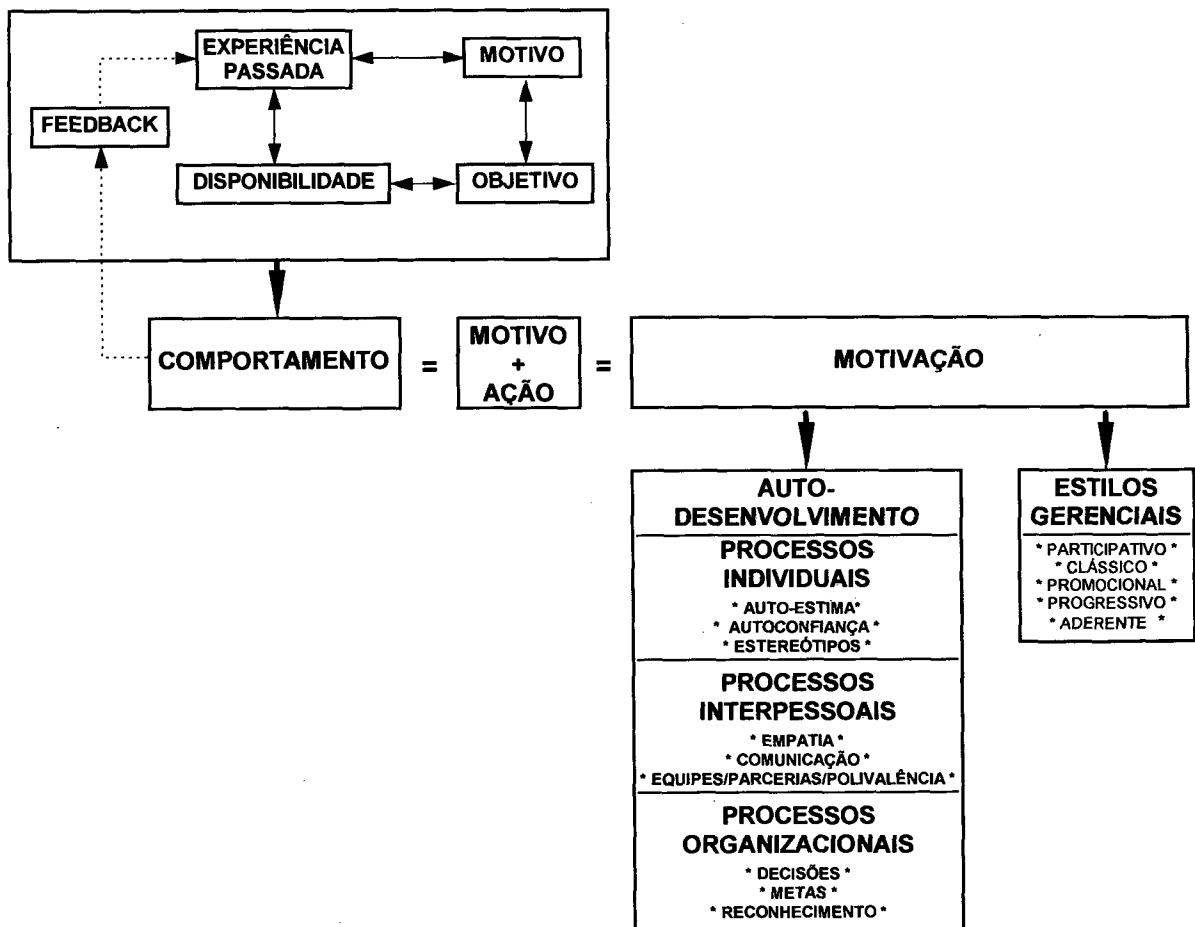 EXPERIÊNCIA
PASSADA
MOTIVO
FEEDBACK
DISPONIBILIDADE
OBJETIVO
COMPORTAMENTO
=
MOTIVO
+
AÇÃO
=
MOTIVAÇÃO
AUTO-
DESENVOLVIMENTO
PROCESSOS
INDIVIDUAIS
* AUTO-ESTIMA*
* AUTOCONFIANÇA *
* ESTEREÓTIPOS *
PROCESSOS
INTERPESSOAIS
* EMPATIA *
* COMUNICAÇÃO *
* EQUIPES/PARCERIAS/POLIVALÊNCIA *
PROCESSOS
ORGANIZACIONAIS
* DECISÕES *
* METAS *
* RECONHECIMENTO *
ESTILOS
GERENCIAIS
* PARTICIPATIVO *
* CLÁSSICO *
* PROMOCIONAL *
* PROGRESSIVO *
* ADERENTE *